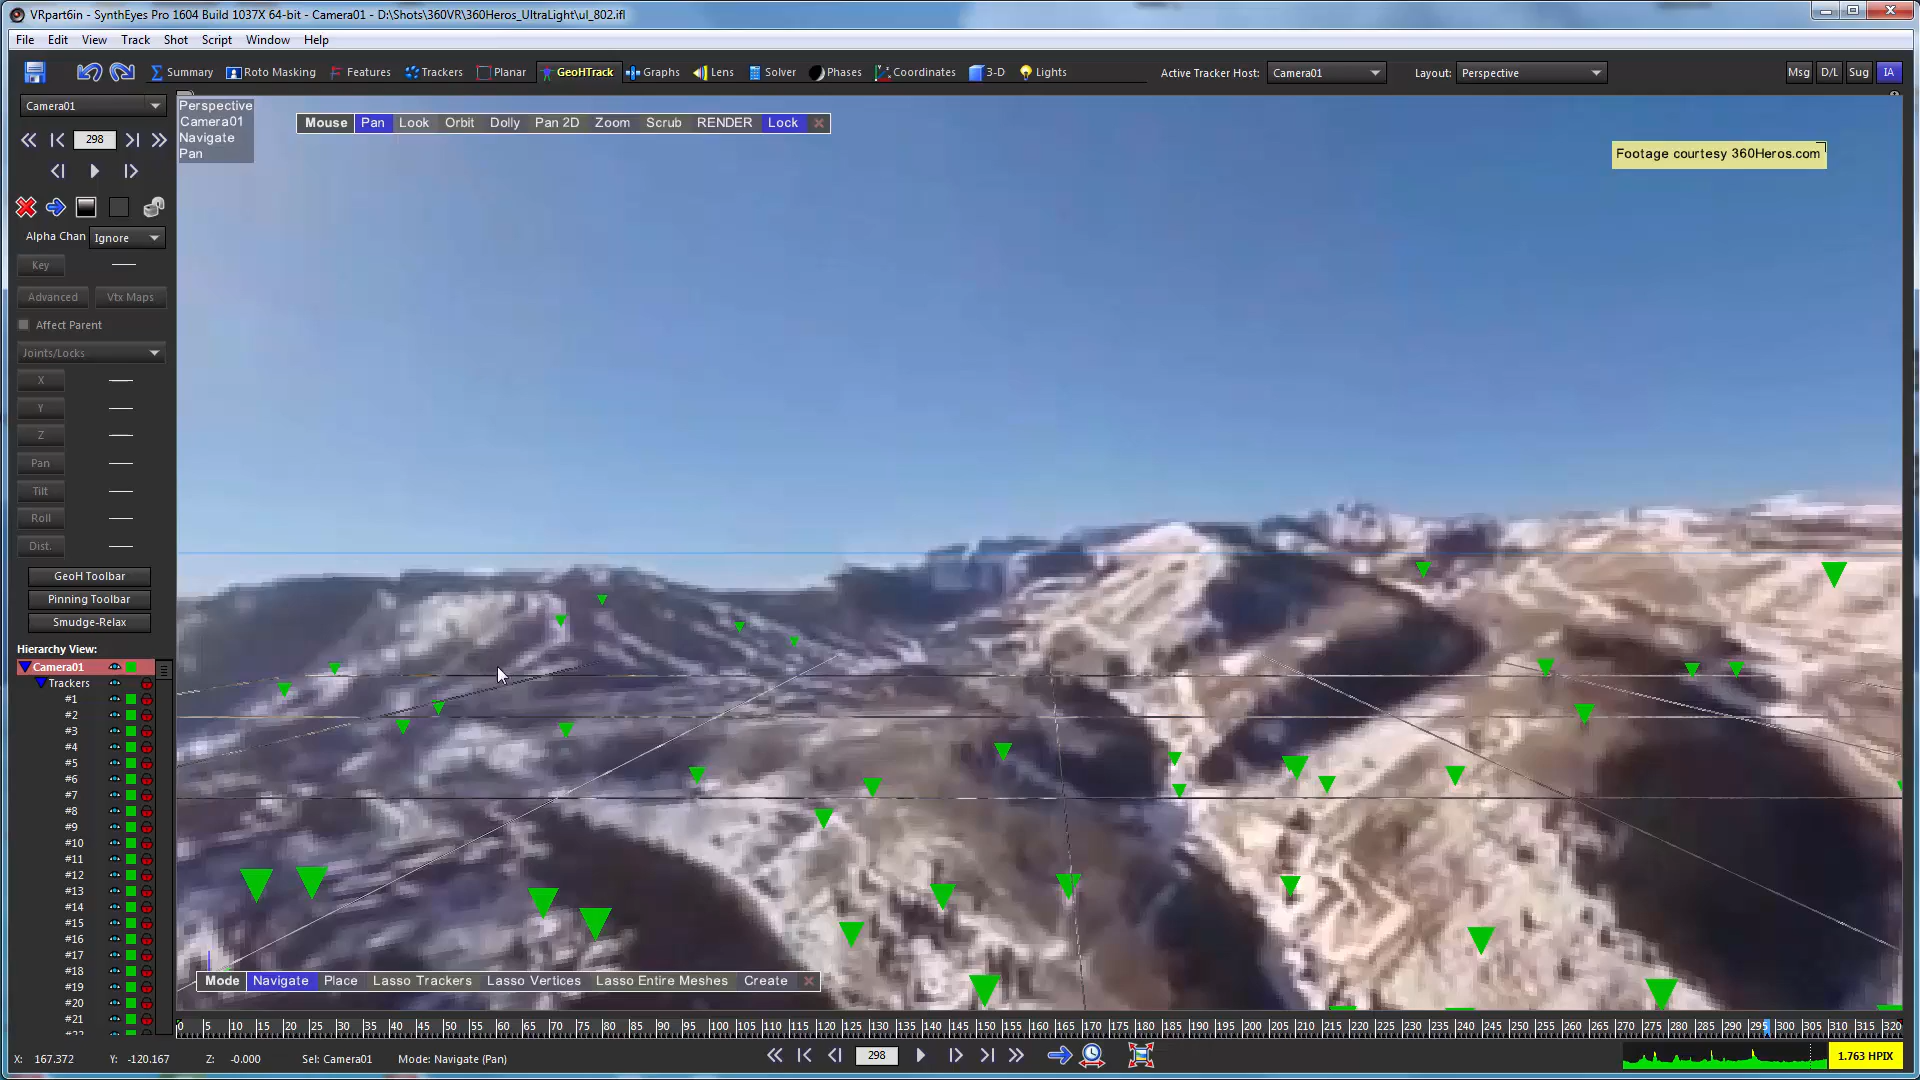 VRpart6in - SynthEyes Pro 1604 Build 1037X 64-bit - Camera01 - D:\Shots\360VR\360Heros_UltraLight\ul_802.ifl
File Edit View Track Shot Script Window Help
Summary Roto Masking Features Trackers Planar GeoHTrack Graphs Lens Solver Phases Coordinates 3-D Lights Active Tracker Host: Camera01 Layout: Perspective Msg D/L Sug IA
Camera01
298
Alpha Chan Ignore
Key
Advanced Vtx Maps
Affect Parent
Joints/Locks
X
Y
Z
Pan
Tilt
Roll
Dist.
GeoH Toolbar
Pinning Toolbar
Smudge-Relax
Hierarchy View:
Camera01
Trackers
#1
#2
#3
#4
#5
#6
#7
#8
#9
#10
#11
#12
#13
#14
#15
#16
#17
#18
#19
#20
#21
Perspective
Camera01
Navigate
Pan
Mouse Pan Look Orbit Dolly Pan 2D Zoom Scrub RENDER Lock
Footage courtesy 360Heros.com
Mode Navigate Place Lasso Trackers Lasso Vertices Lasso Entire Meshes Create
0 5 10 15 20 25 30 35 40 45 50 55 60 65 70 75 80 85 90 95 100 105 110 115 120 125 130 135 140 145 150 155 160 165 170 175 180 185 190 195 200 205 210 215 220 225 230 235 240 245 250 255 260 265 270 275 280 285 290 295 300 305 310 315 320
X: 167.372 Y: -120.167 Z: -0.000 Sel: Camera01 Mode: Navigate (Pan) 298 1.763 HPIX